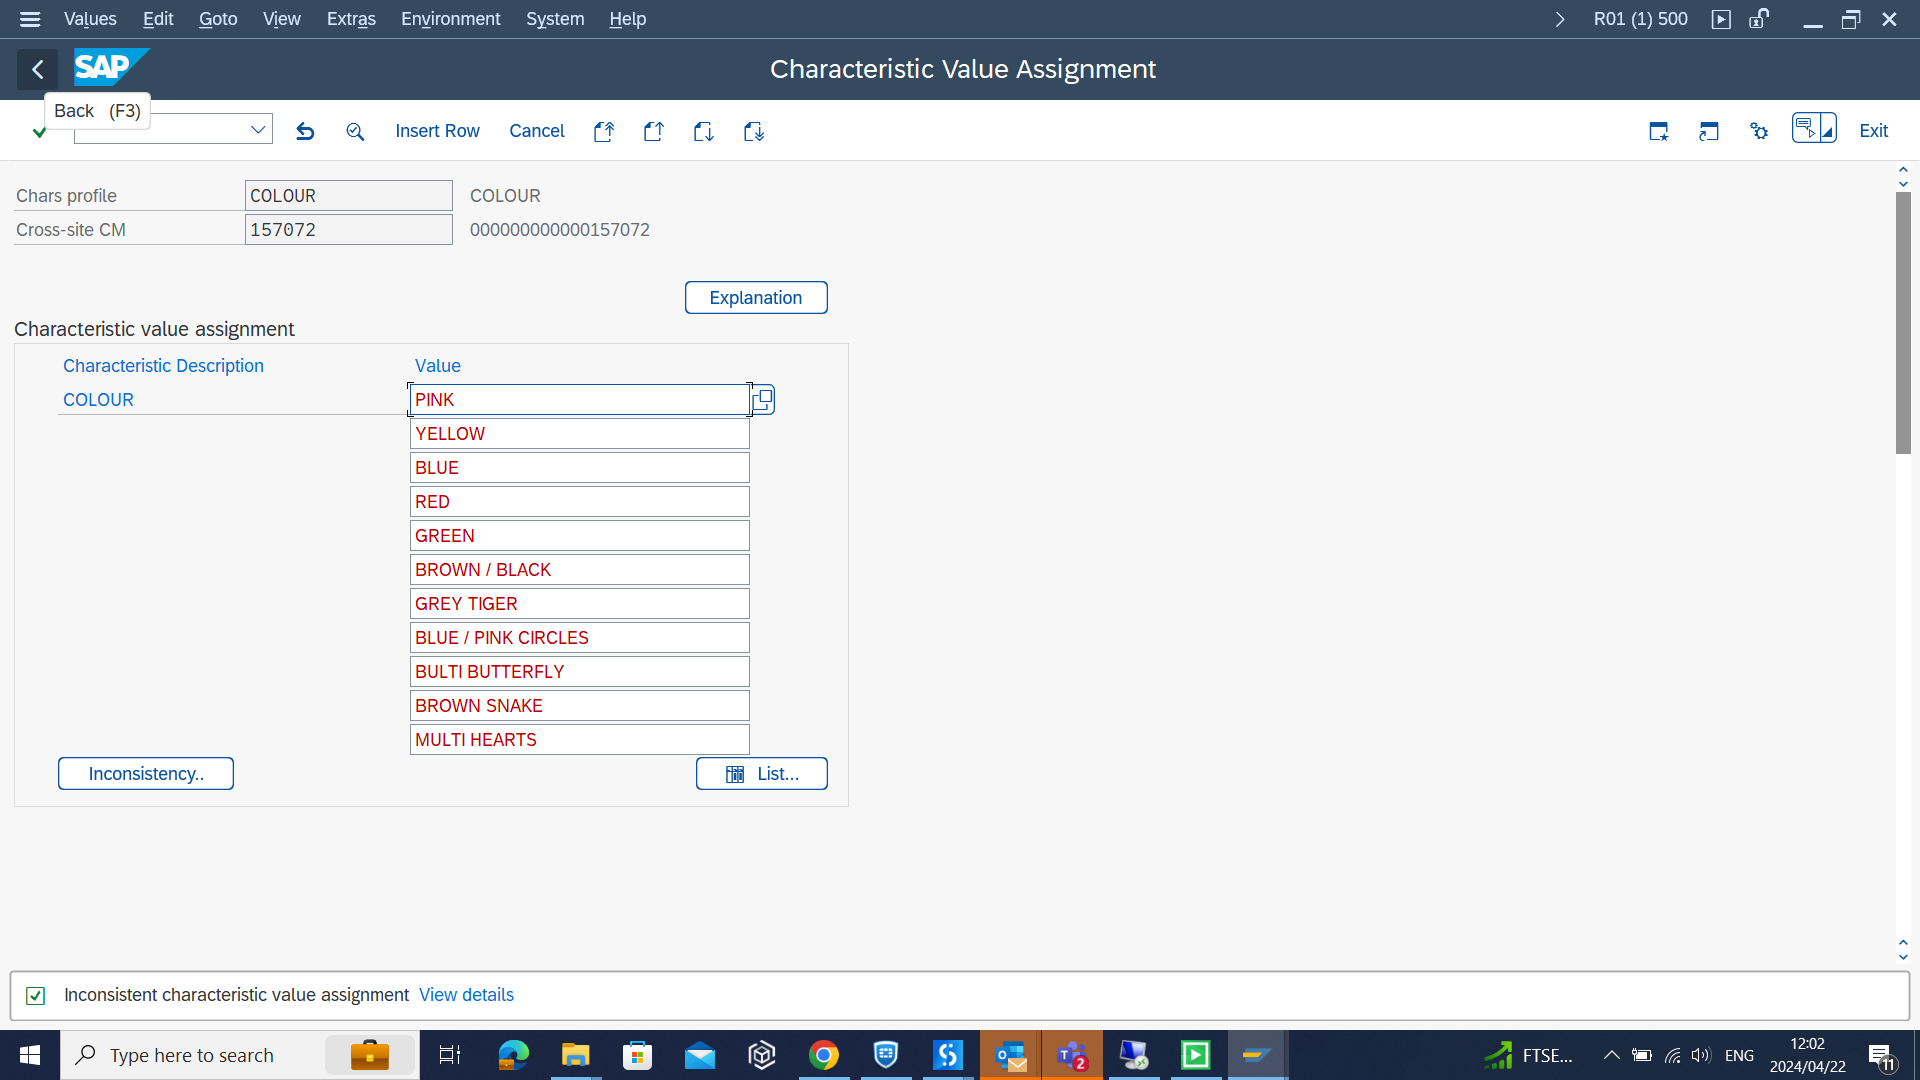 Values Edit Goto View Extras Environment System Help R01 (1) 500
SAP Characteristic Value Assignment
Back (F3)
Insert Row Cancel Exit
Chars profile COLOUR COLOUR
Cross-site CM 157072 000000000000157072
Explanation
Characteristic value assignment
Characteristic Description Value
COLOUR PINK
YELLOW
BLUE
RED
GREEN
BROWN / BLACK
GREY TIGER
BLUE / PINK CIRCLES
BULTI BUTTERFLY
BROWN SNAKE
MULTI HEARTS
Inconsistency.. List...
Inconsistent characteristic value assignment View details
Type here to search 2 FTSE... ENG 12:02
2024/04/22 11